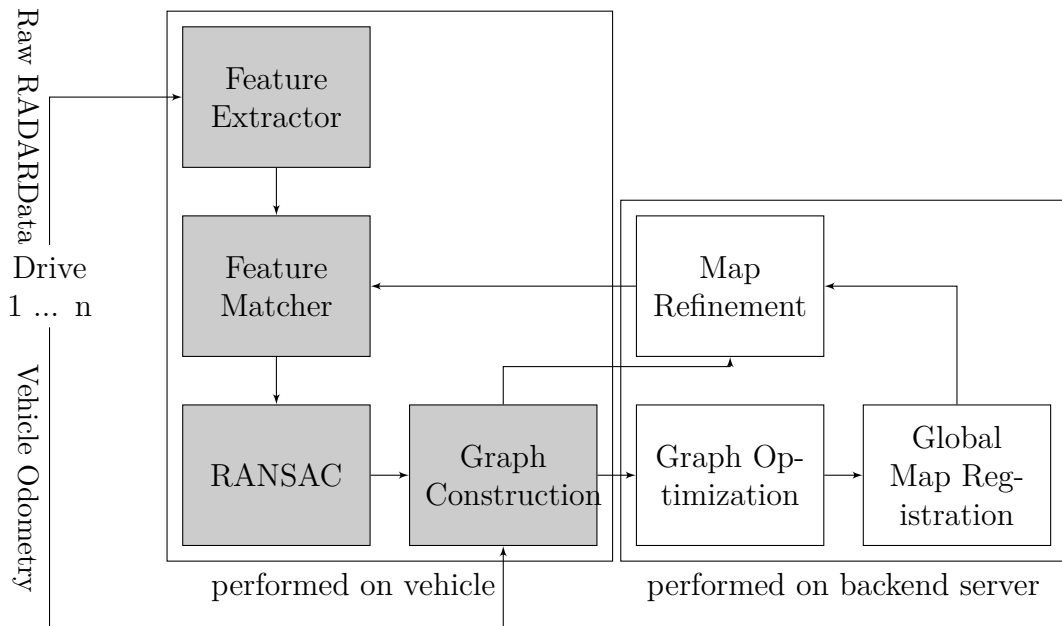 Raw RADARData
Drive
1 ... n
Vehicle Odometry
Feature
Extractor
Feature
Matcher
RANSAC
Graph
Construction
performed on vehicle
Map
Refinement
Graph Op-
timization
Global
Map Reg-
istration
performed on backend server